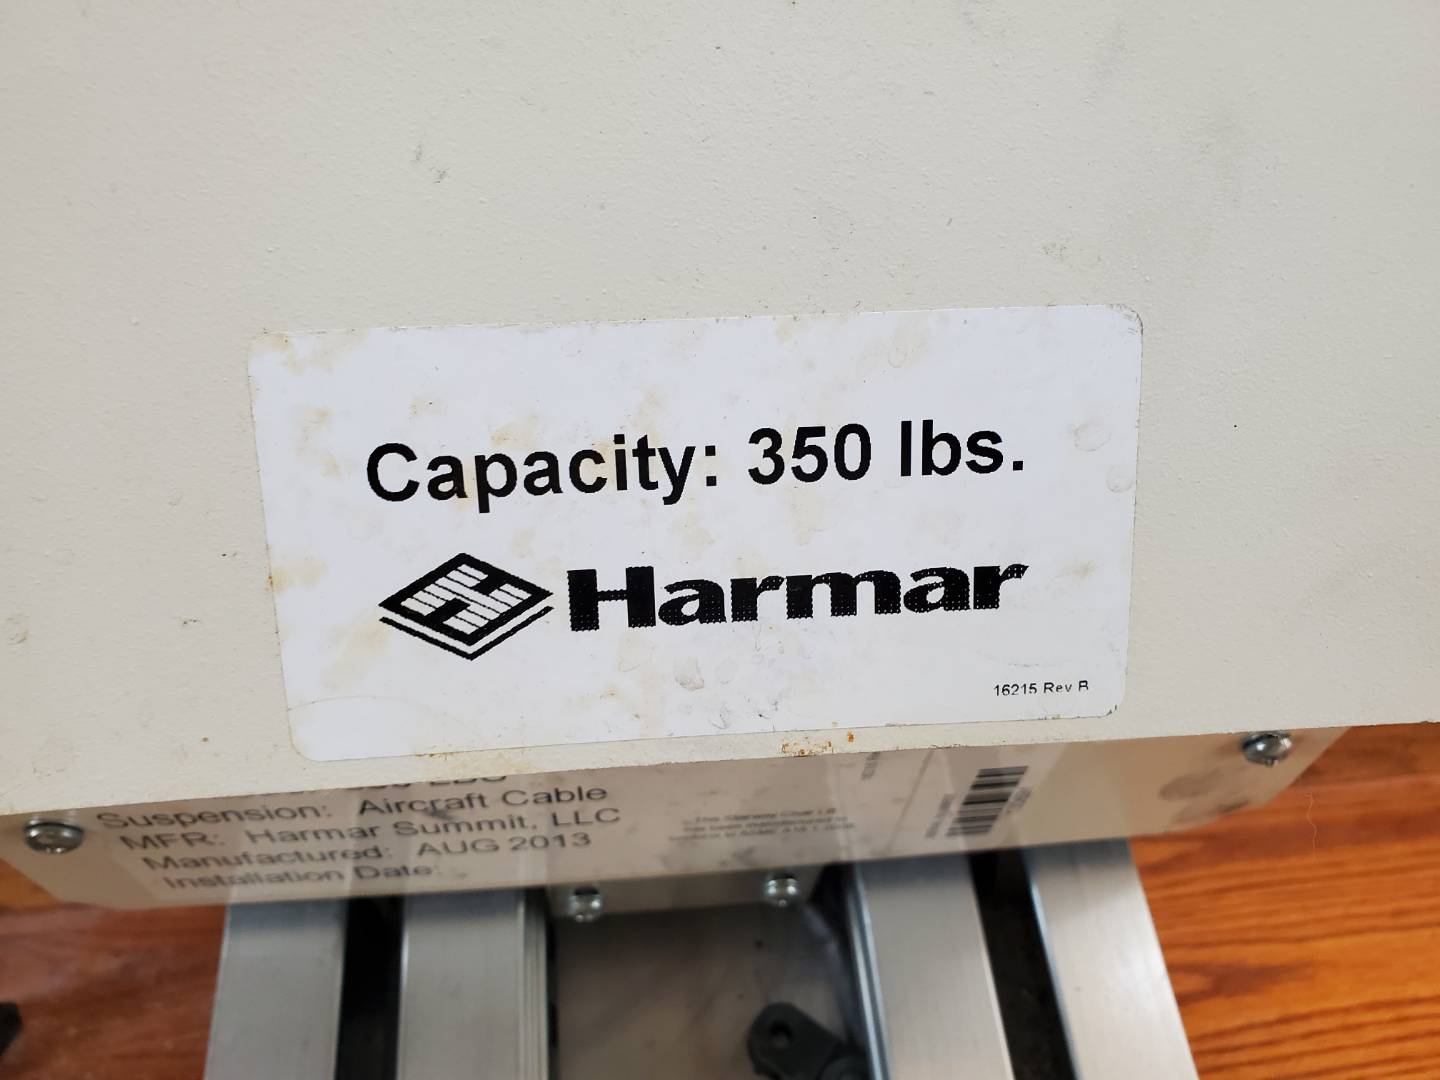 Capacity: 350 lbs.
Harmar
16215 Rev B
Suspension: Aircraft Cable
MFR: Harmar Summit, LLC
Manufactured: AUG 2013
Installation Date: